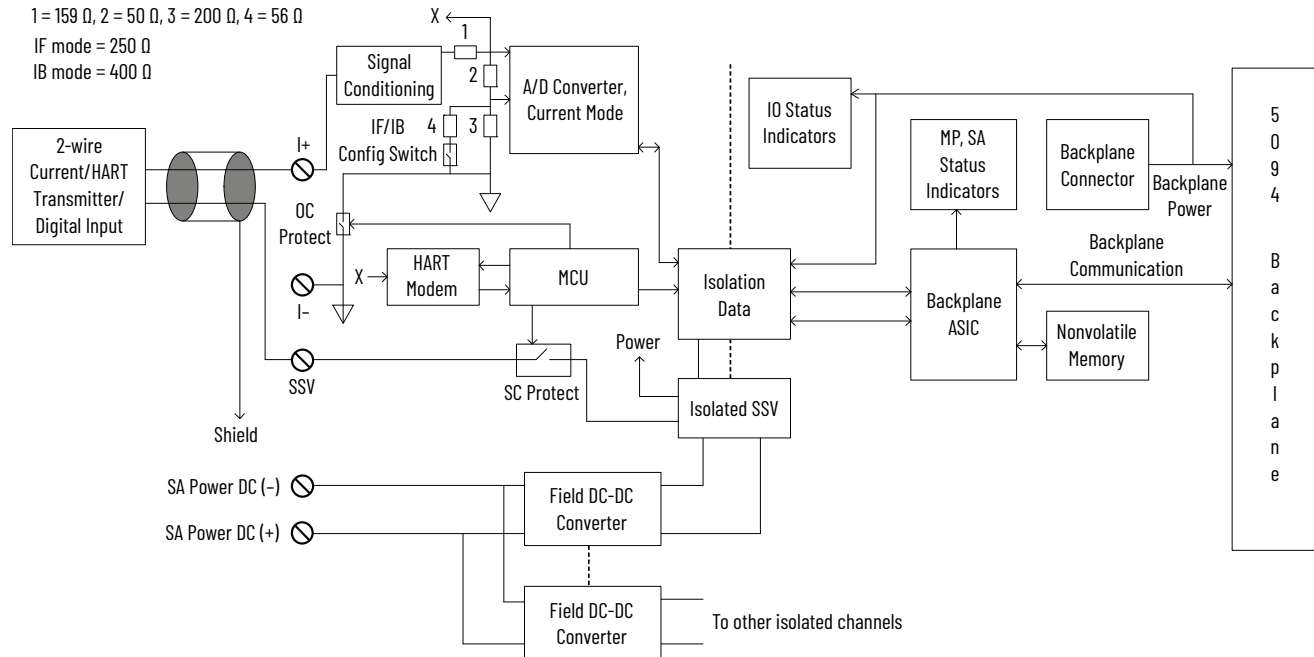 1 = 159 Ω, 2 = 50 Ω, 3 = 200 Ω, 4 = 56 Ω
IF mode = 250 Ω
IB mode = 400 Ω
X
1
Signal
Conditioning
2
A/D Converter,
Current Mode
4
3
IF/IB
Config Switch
2-wire
Current/HART
Transmitter/
Digital Input
I+
OC
Protect
X
HART
Modem
MCU
I-
SSV
SC Protect
Shield
Power
Isolation
Data
Isolated SSV
IO Status
Indicators
MP, SA
Status
Indicators
Backplane
Connector
Backplane
Power
Backplane
Communication
Backplane
ASIC
Nonvolatile
Memory
5
0
9
4
B
a
c
k
p
l
a
n
e
SA Power DC (-)
SA Power DC (+)
Field DC-DC
Converter
Field DC-DC
Converter
To other isolated channels